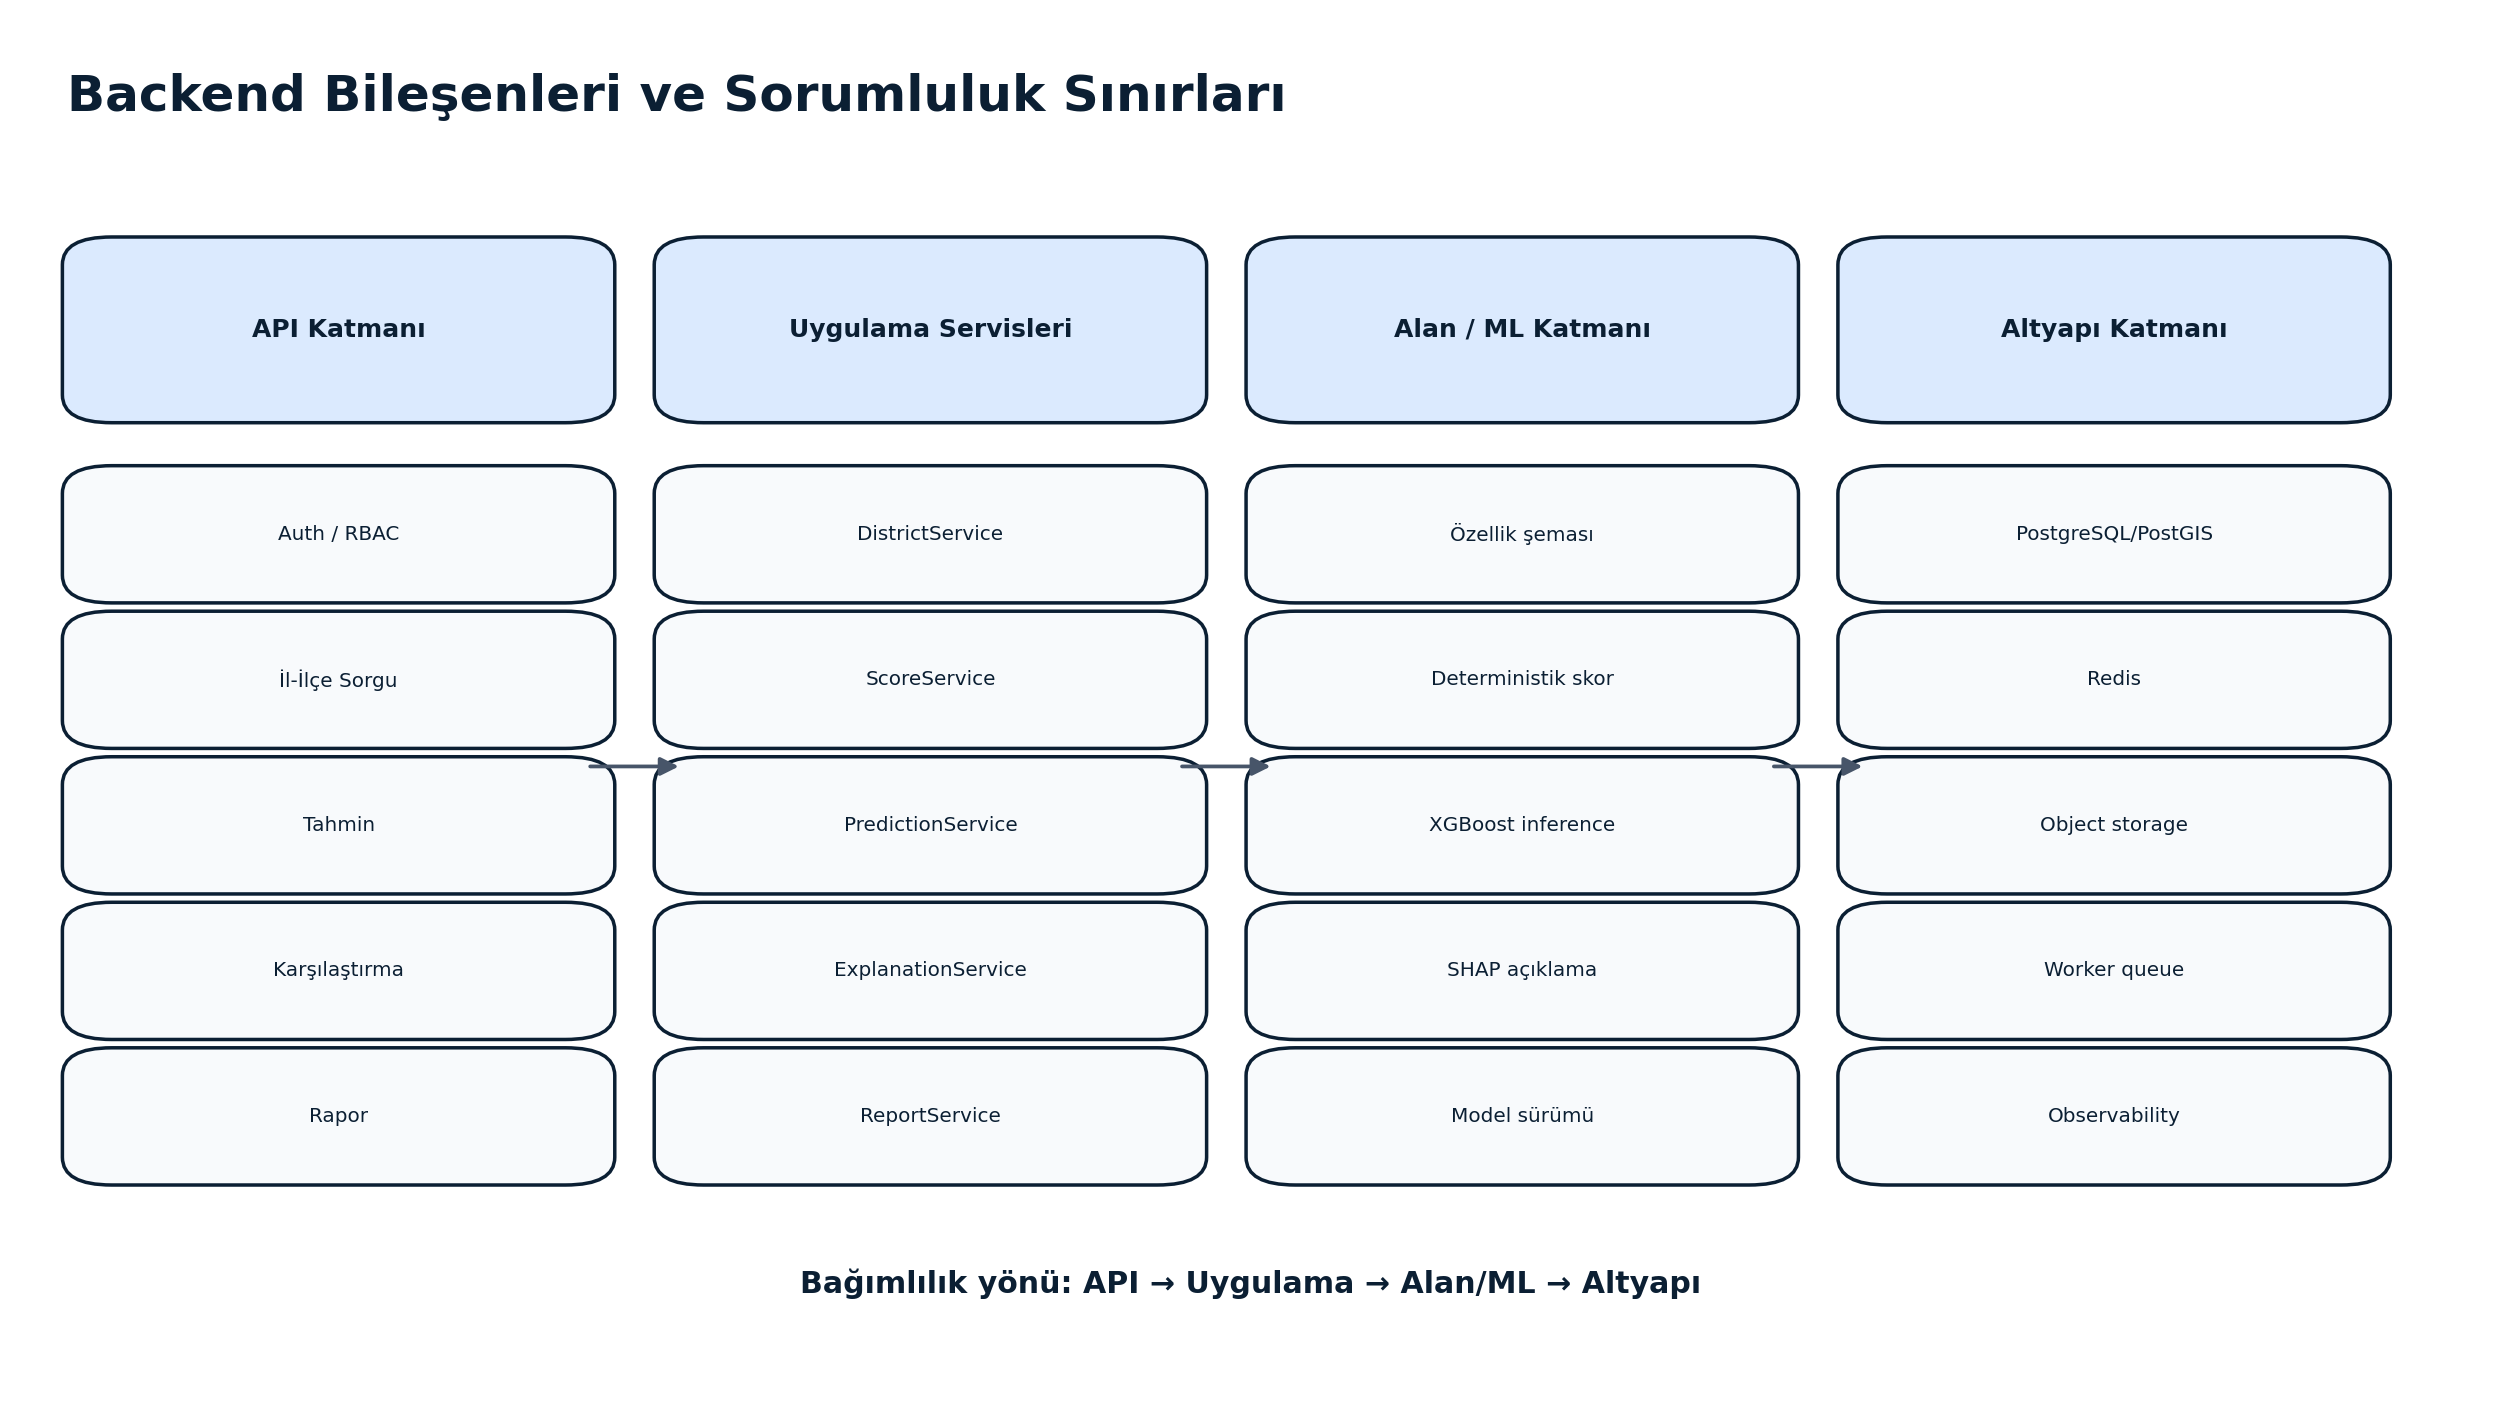 Backend Bileşenleri ve Sorumluluk Sınırları
API Katmanı
Uygulama Servisleri
Alan / ML Katmanı
Altyapı Katmanı
Auth / RBAC
DistrictService
Özellik şeması
PostgreSQL/PostGIS
İl-İlçe Sorgu
ScoreService
Deterministik skor
Redis
Tahmin
PredictionService
XGBoost inference
Object storage
Karşılaştırma
ExplanationService
SHAP açıklama
Worker queue
Rapor
ReportService
Model sürümü
Observability
Bağımlılık yönü: API → Uygulama → Alan/ML → Altyapı